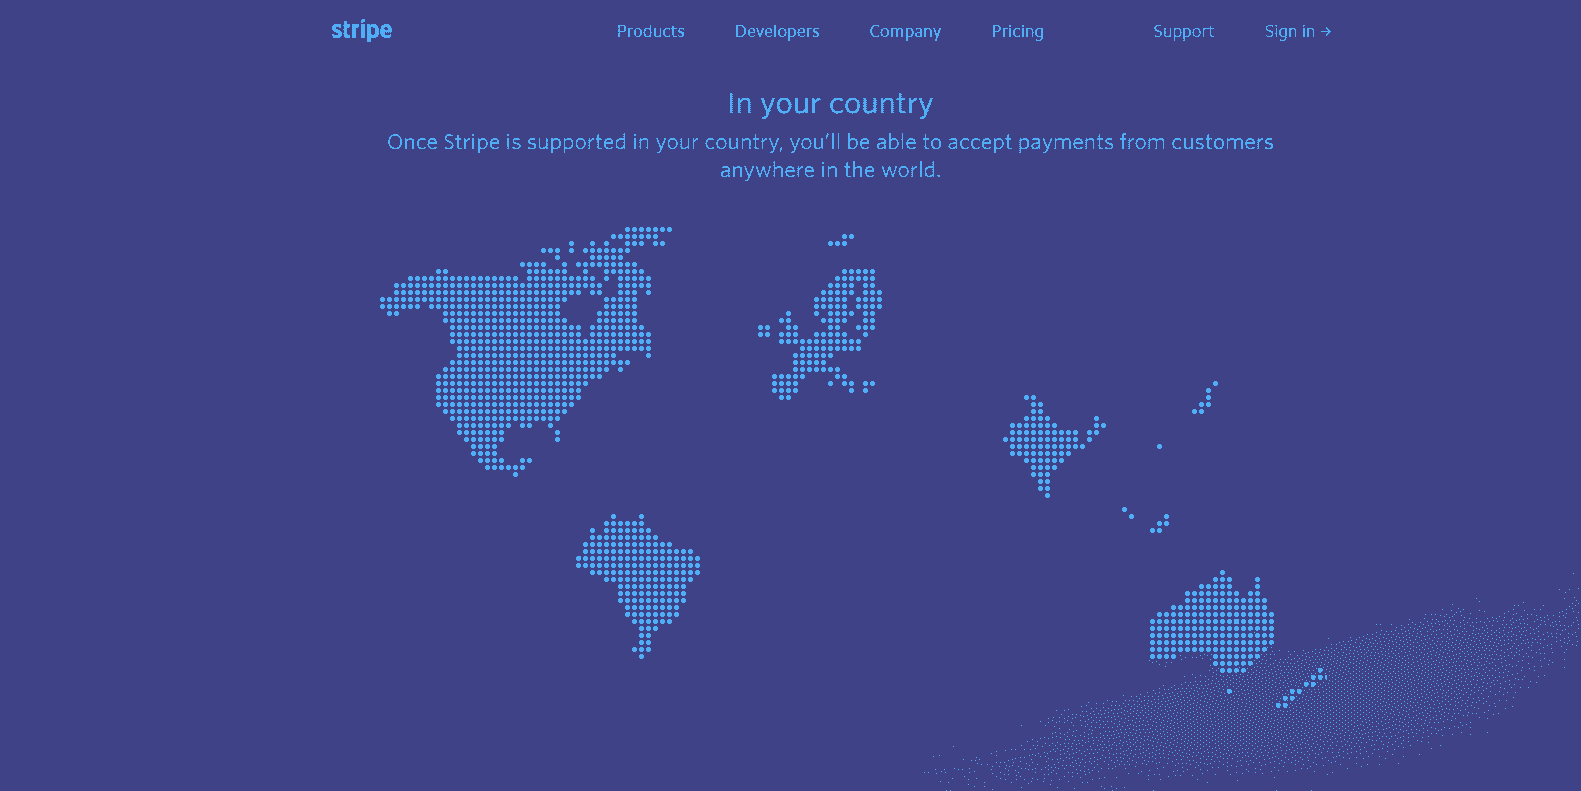 stripe Products Developers Company Pricing Support Sign in →
In your country
Once Stripe is supported in your country, you’ll be able to accept payments from customers
anywhere in the world.